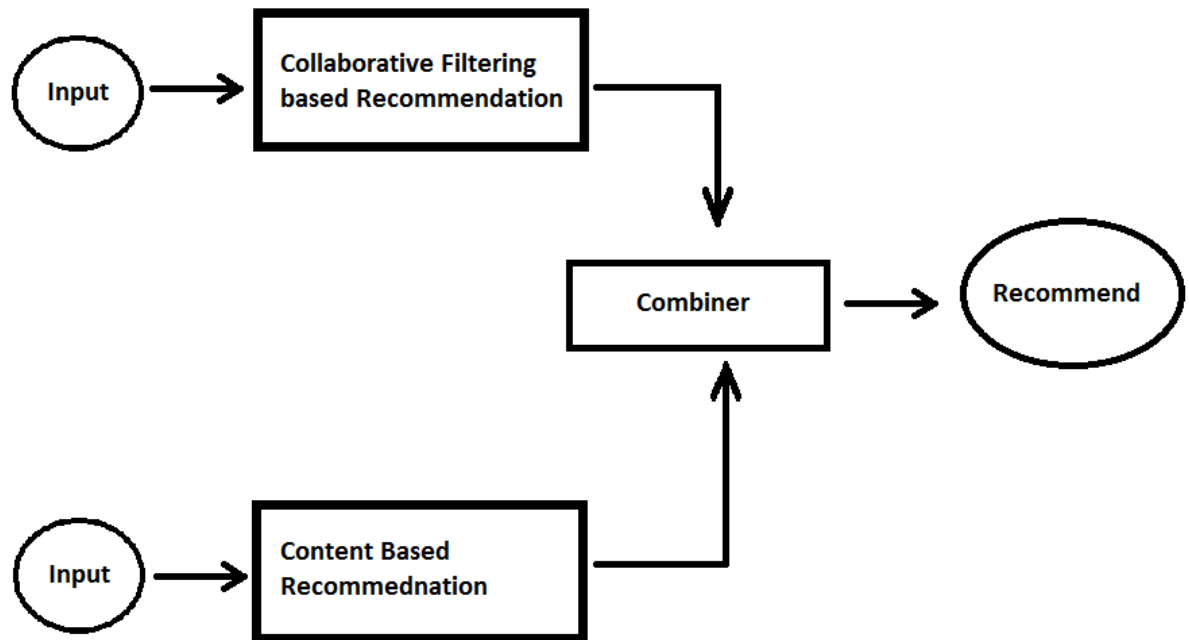 Input
Collaborative Filtering
based Recommendation
Combiner
Recommend
Input
Content Based
Recommednation